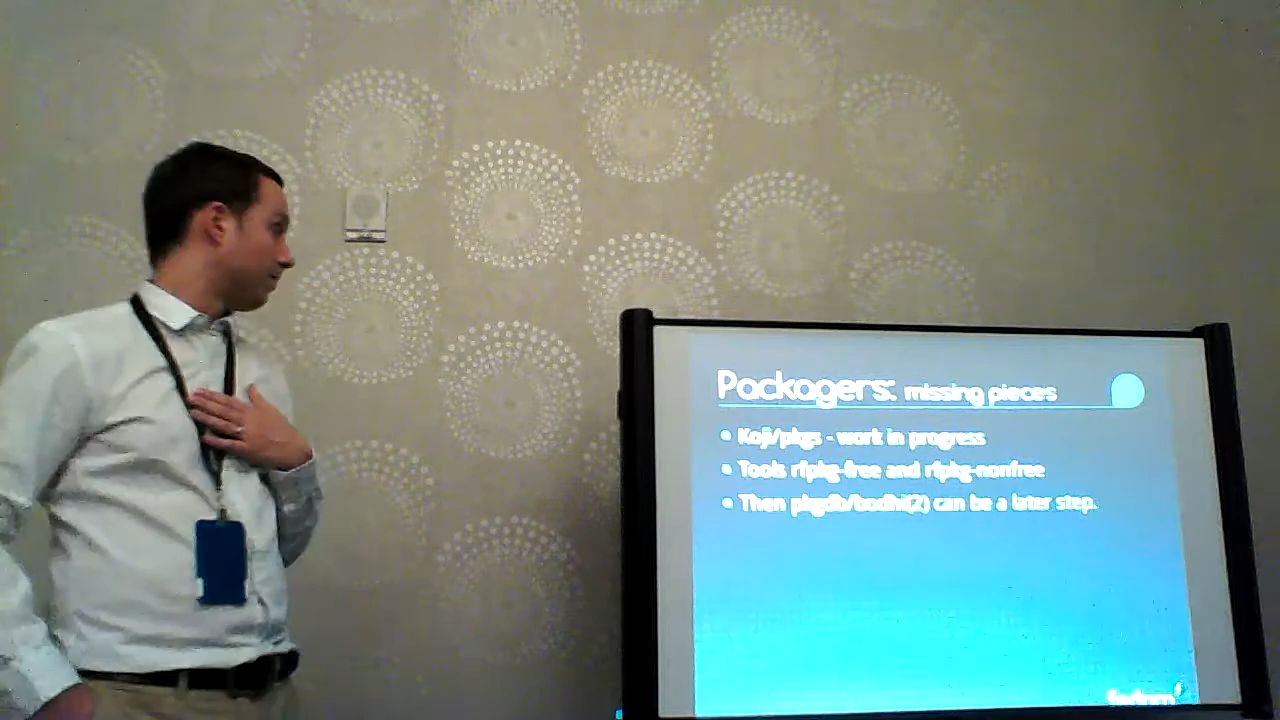 Packagers: missing pieces
Koji/pkgs - work in progress
Tools rfpkg-free and rfpkg-nonfree
Then pkgdb/bodhi(2) can be a later step.
fedora